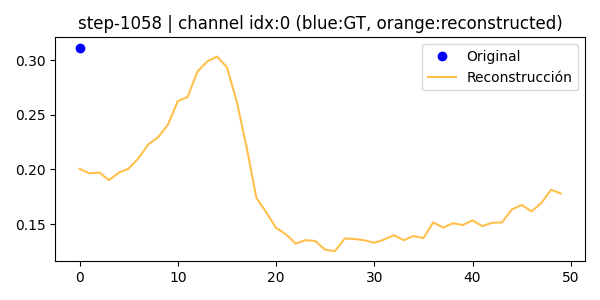 step-1058 | channel idx:0 (blue:GT, orange:reconstructed)
Original
Reconstrucción
0.30
0.25
0.20
0.15
0 10 20 30 40 50